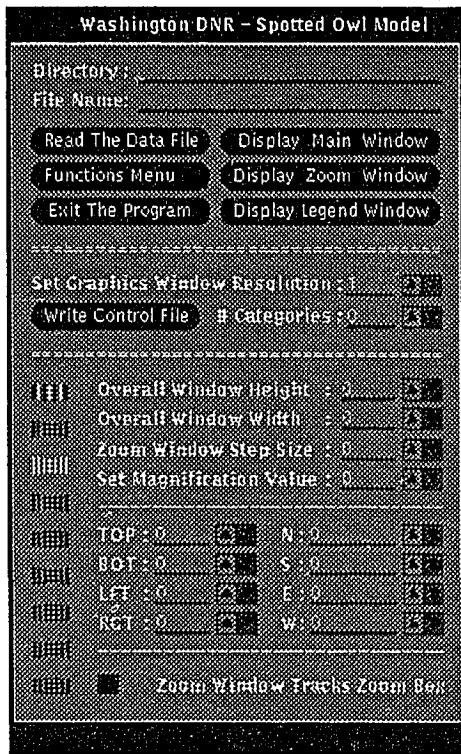 Washington DNR - Spotted Owl Model
Directory :
File Name:
Read The Data File Display Main Window
Functions Menu Display Zoom Window
Exit The Program Display Legend Window
Set Graphics Window Resolution : 1
Write Control File # Categories : 0
Overall Window Height : 0
Overall Window Width : 0
Zoom Window Step Size : 0
Set Magnification Value : 0
TOP : 0 N : 0
BOT : 0 S : 0
LFT : 0 E : 0
RGT : 0 W : 0
Zoom Window Tracks Zoom Box